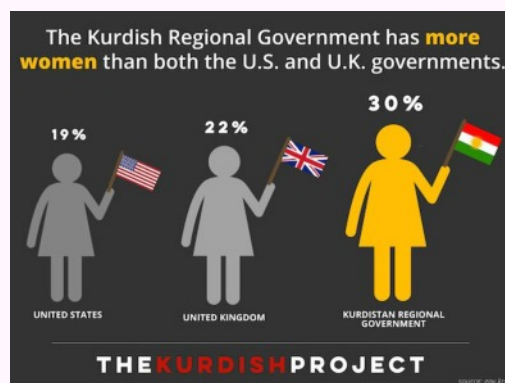 The Kurdish Regional Government has more
women than both the U.S. and U.K. governments.
30%
22%
19%
UNITED STATES
UNITED KINGDOM
KURDISTAN REGIONAL
GOVERNMENT
THEKURDISHPROJECT